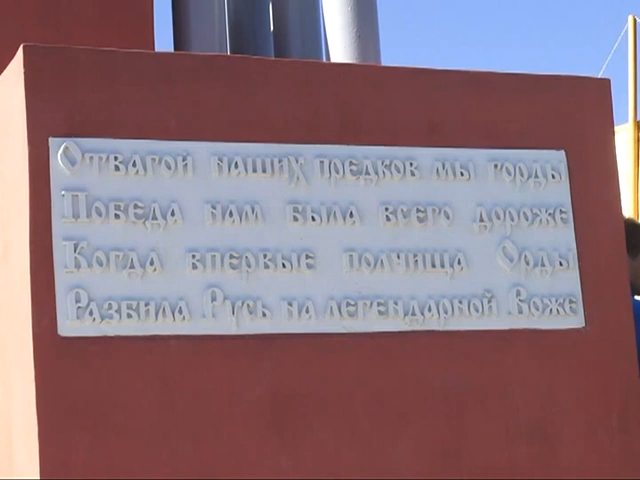 Отвагой наших предков мы горды
Победа нам была всего дороже
Когда впервые полчища Орды
Разбила Русь на легендарной Воже